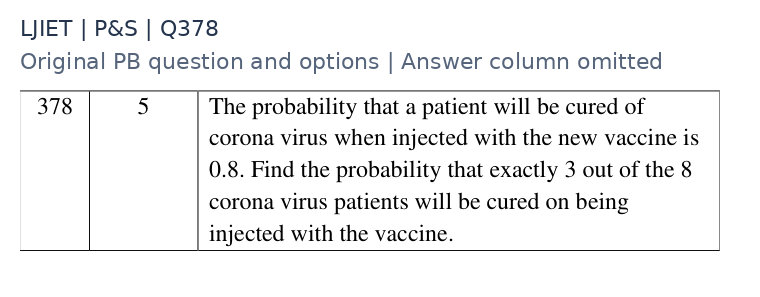 LJIET | P&S | Q378
Original PB question and options | Answer column omitted
378 5 The probability that a patient will be cured of
corona virus when injected with the new vaccine is
0.8. Find the probability that exactly 3 out of the 8
corona virus patients will be cured on being
injected with the vaccine.